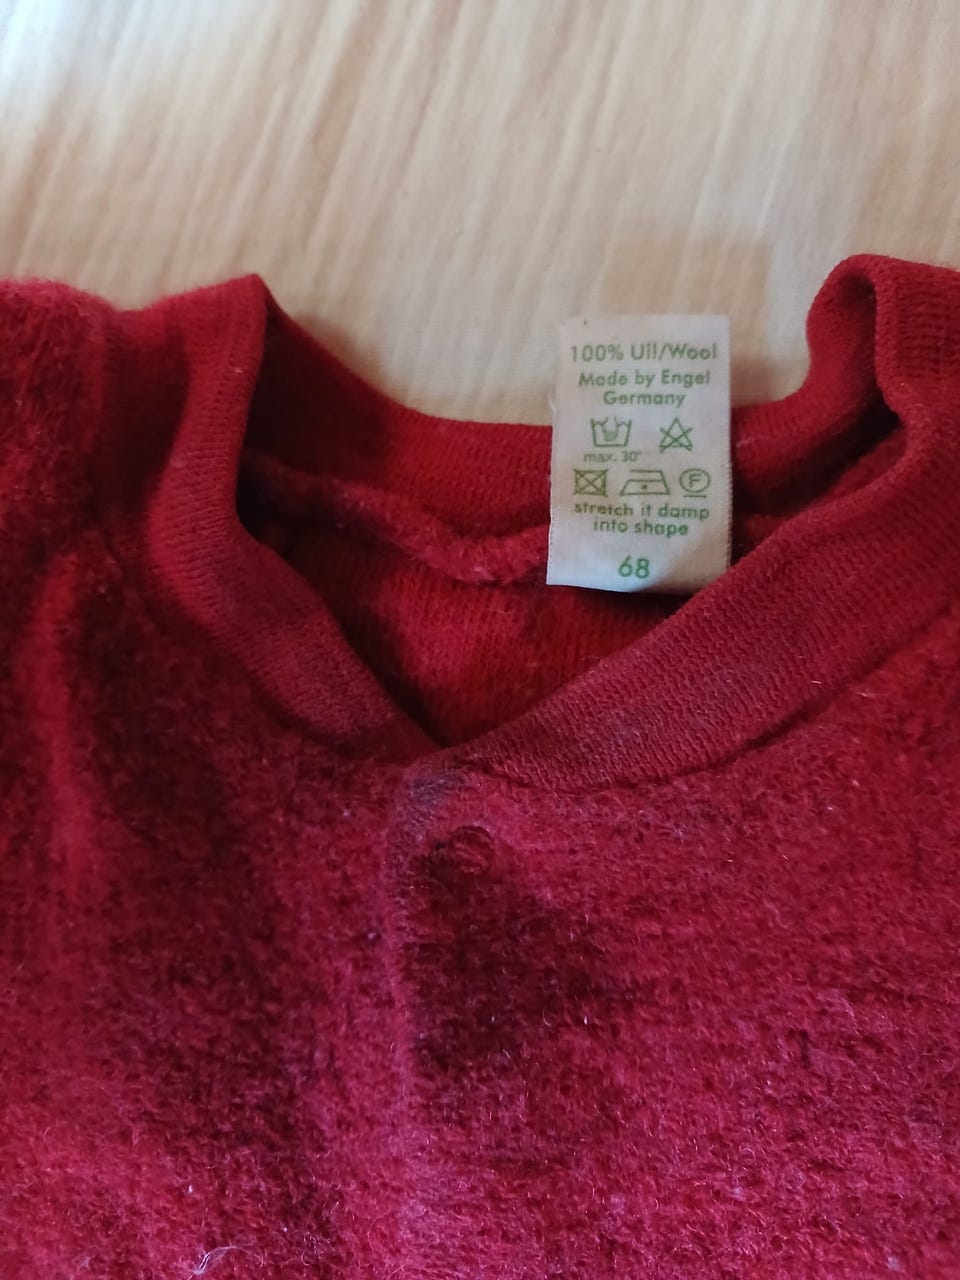 100% Ull/Wool
Made by Engel
Germany
max. 30°
F
stretch it damp
into shape
68